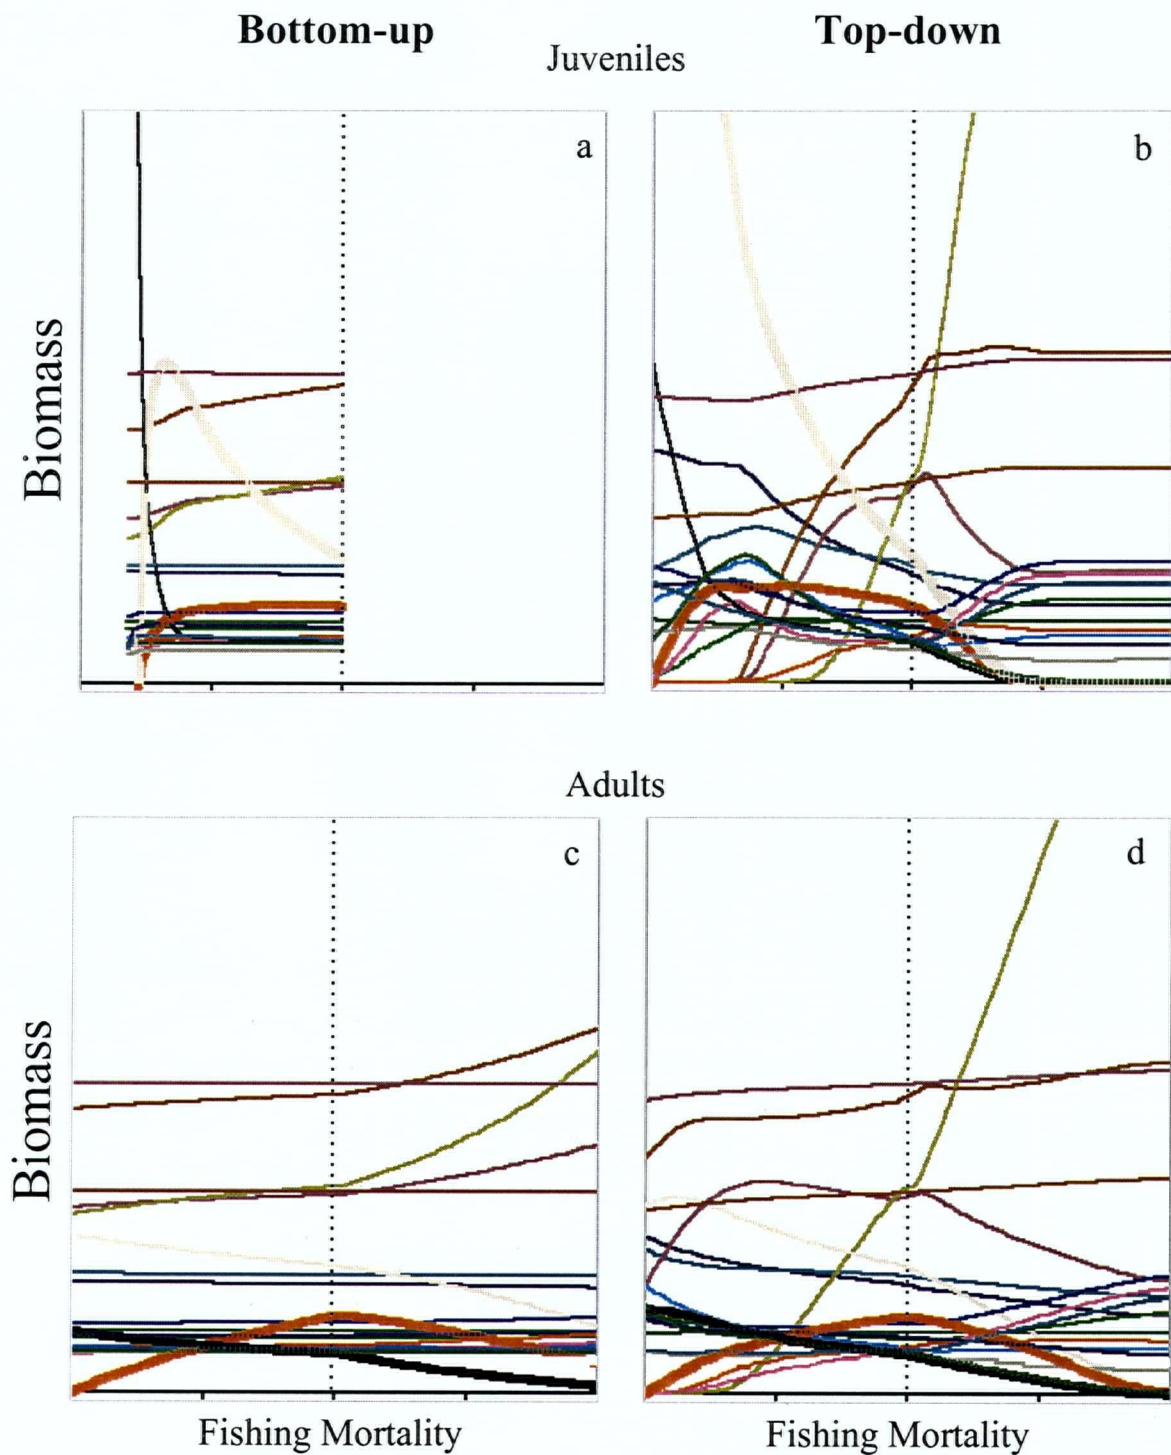 Bottom-up
Top-down
Juveniles
a
b
Biomass
Adults
c
d
Biomass
Fishing Mortality
Fishing Mortality